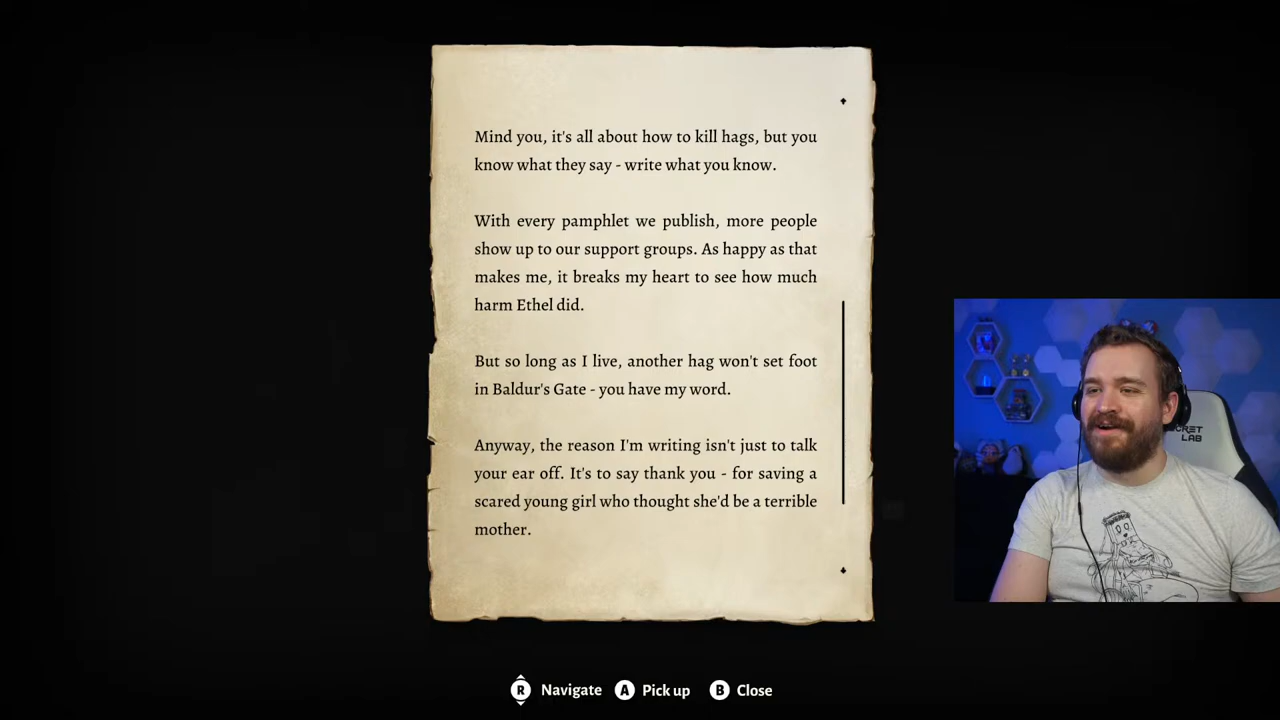 Mind you, it's all about how to kill hags, but you
know what they say - write what you know.
With every pamphlet we publish, more people
show up to our support groups. As happy as that
makes me, it breaks my heart to see how much
harm Ethel did.
But so long as I live, another hag won't set foot
in Baldur's Gate - you have my word.
Anyway, the reason I'm writing isn't just to talk
your ear off. It's to say thank you - for saving a
scared young girl who thought she'd be a terrible
mother.
R Navigate A Pick up B Close